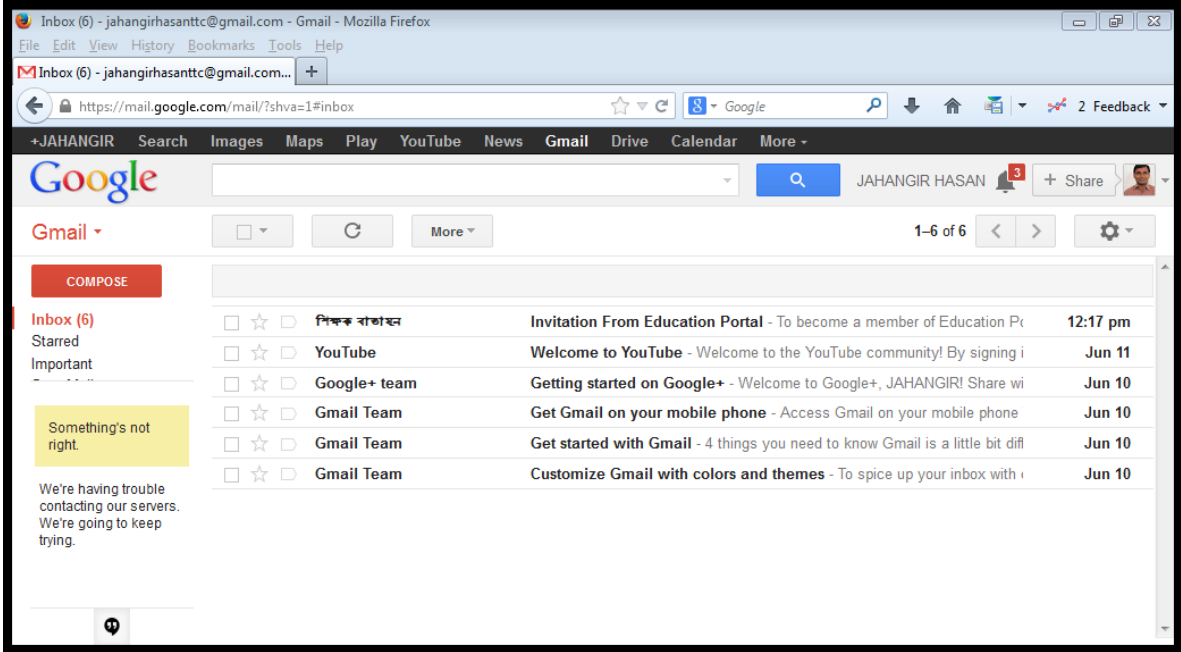 Inbox (6) - jahangirhasanttc@gmail.com - Gmail - Mozilla Firefox
File Edit View History Bookmarks Tools Help
Inbox (6) - jahangirhasanttc@gmail.com... +
https://mail.google.com/mail/?shva=1#inbox 8 Google 2 Feedback
+JAHANGIR Search Images Maps Play YouTube News Gmail Drive Calendar More
Google JAHANGIR HASAN 3 + Share
Gmail More 1–6 of 6
COMPOSE
Inbox (6)
Starred
Important
শিক্ষক বাতায়ন Invitation From Education Portal - To become a member of Education 12:17 pm
YouTube Welcome to YouTube - Welcome to the YouTube community! By signing i Jun 11
Google+ team Getting started on Google+ - Welcome to Google+, JAHANGIR! Share wi Jun 10
Gmail Team Get Gmail on your mobile phone - Access Gmail on your mobile phone Jun 10
Gmail Team Get started with Gmail - 4 things you need to know Gmail is a little bit diff Jun 10
Gmail Team Customize Gmail with colors and themes - To spice up your inbox with Jun 10
Something's not
right.
We're having trouble
contacting our servers.
We're going to keep
trying.